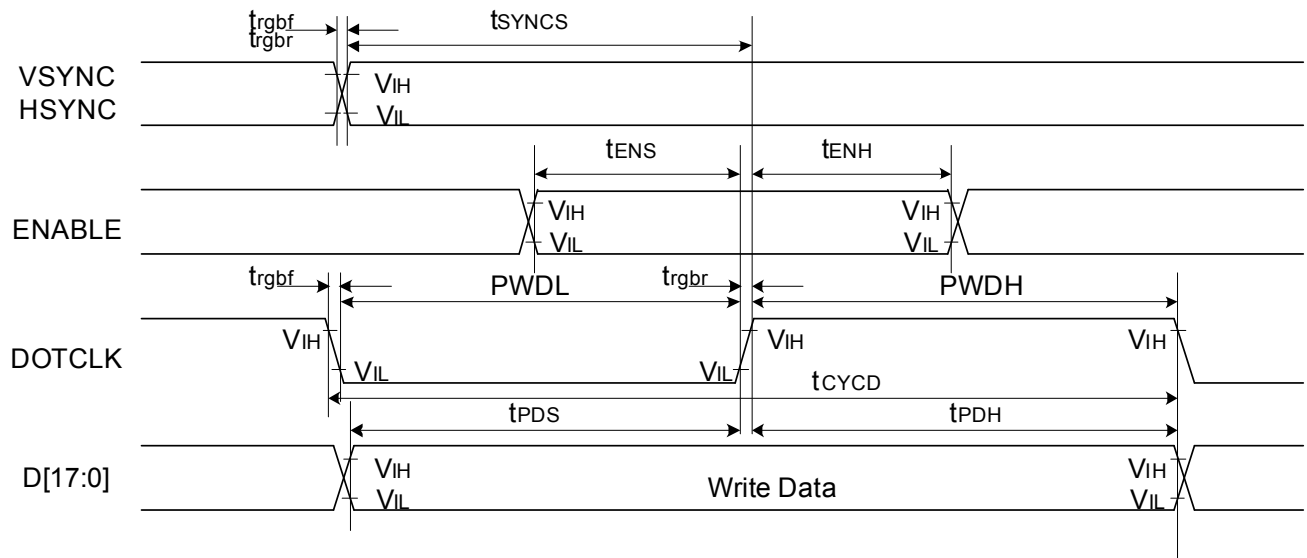 trgbf
trgbr
tSYNCS
VSYNC
HSYNC
VIH
VIL
tENS
tENH
ENABLE
VIH
VIL
VIH
VIL
trgbf
PWDL
trgbr
PWDH
DOTCLK
VIH
VIL
VIL
VIH
VIH
tCYCD
tPDS
tPDH
D[17:0]
VIH
VIL
Write Data
VIH
VIL